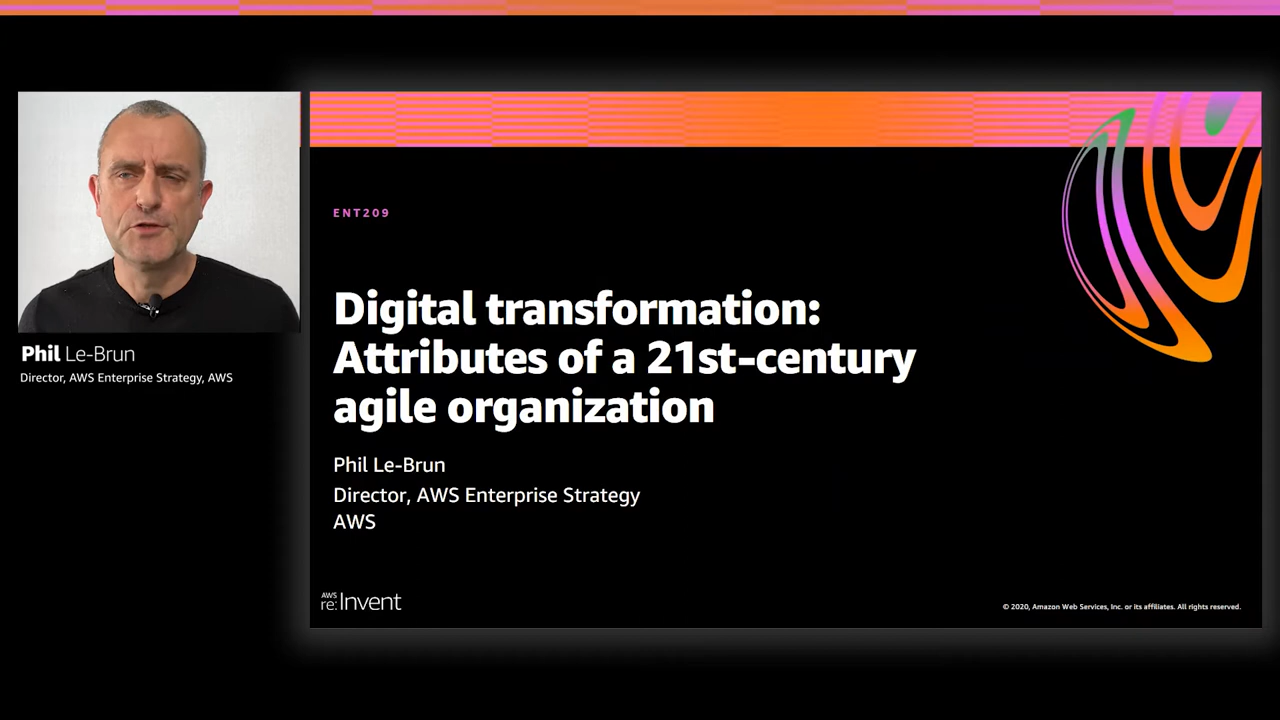 Phil Le-Brun
Director, AWS Enterprise Strategy, AWS
ENT209
Digital transformation:
Attributes of a 21st-century
agile organization
Phil Le-Brun
Director, AWS Enterprise Strategy
AWS
AWS
re:Invent
© 2020, Amazon Web Services, Inc. or its affiliates. All rights reserved.